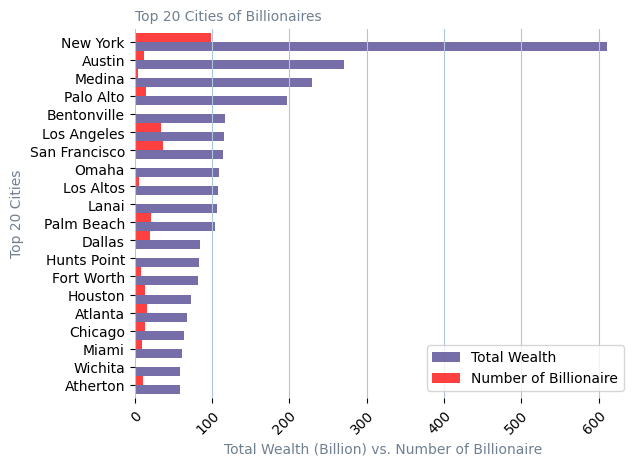 Top 20 Cities of Billionaires
New York
Austin
Medina
Palo Alto
Bentonville
Los Angeles
San Francisco
Omaha
Los Altos
Lanai
Palm Beach
Dallas
Hunts Point
Fort Worth
Houston
Atlanta
Chicago
Miami
Wichita
Atherton
Top 20 Cities
Total Wealth
Number of Billionaire
0
100
200
300
400
500
600
Total Wealth (Billion) vs. Number of Billionaire